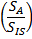 (S_A / S_IS)